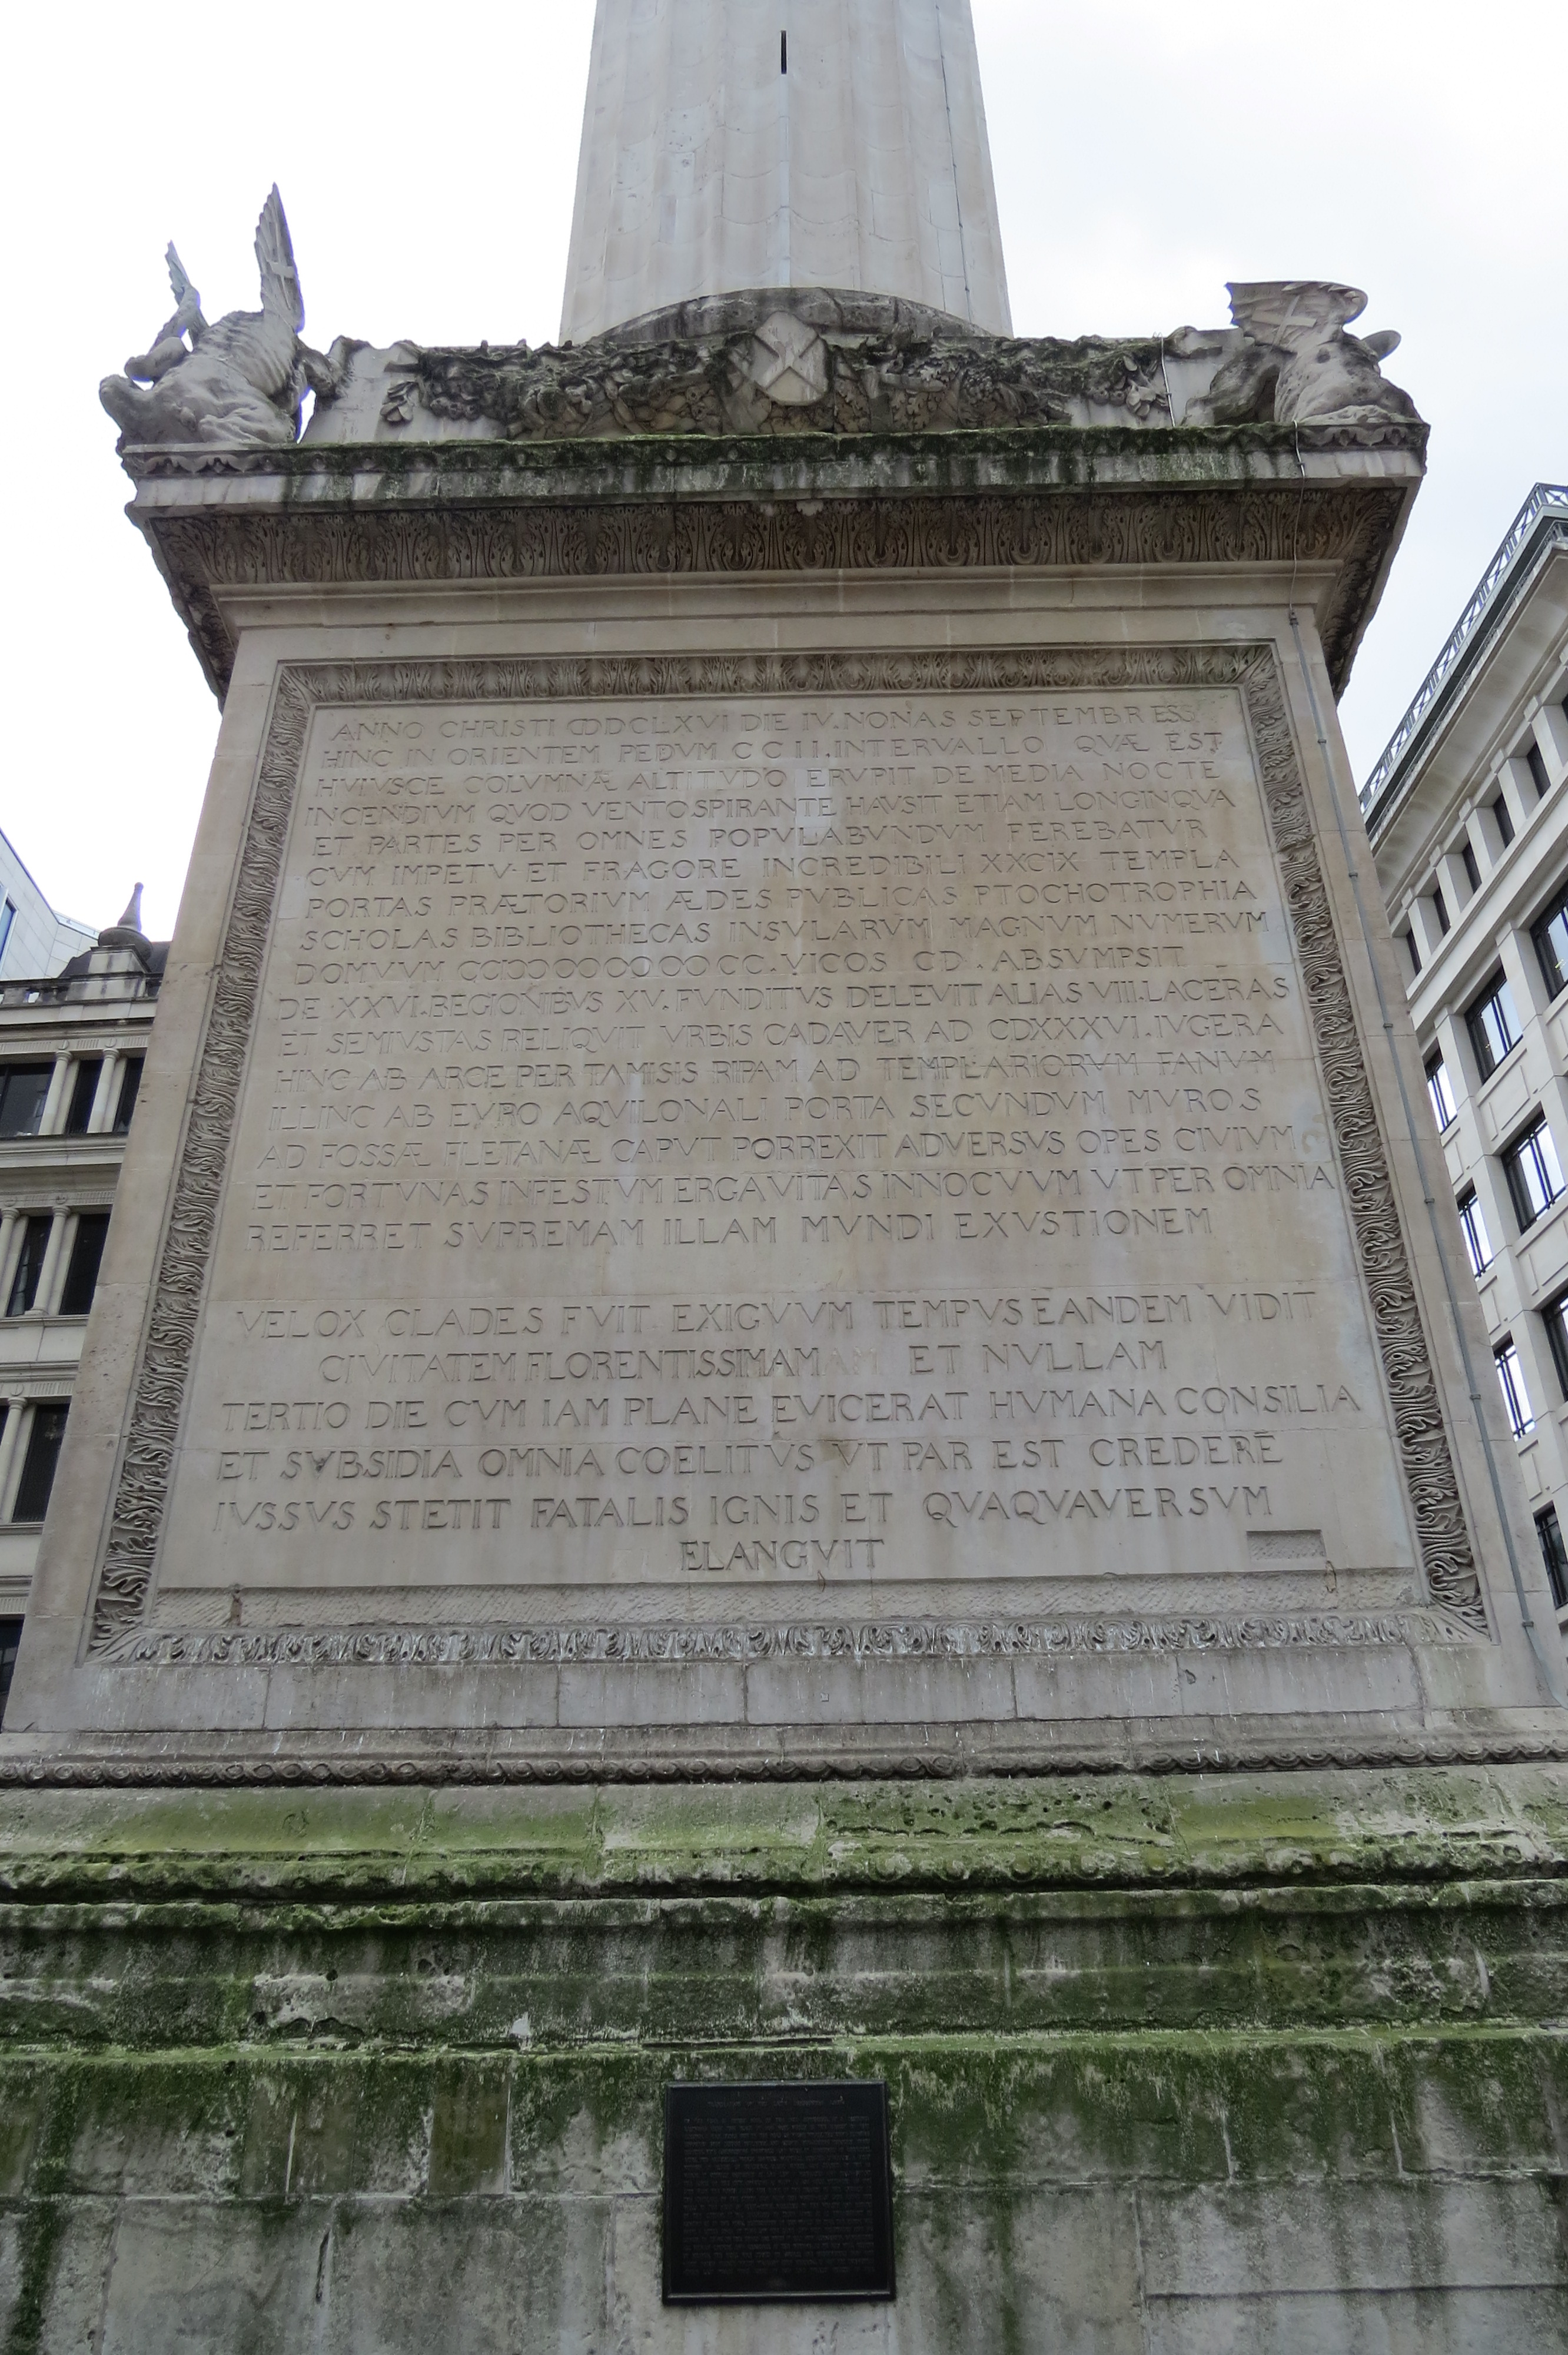 ANNO CHRISTI CIƆDCLXVI DIE IV. NONAS SEPTEMBRES
HINC IN ORIENTEM PEDVM CCII. INTERVALLO QVÆ EST
HVIVSCE COLVMNÆ ALTITVDO ERVPIT DE MEDIA NOCTE
INCENDIVM QVOD VENTO SPIRANTE HAVSIT ETIAM LONGINQVA
ET PARTES PER OMNES POPVLABVNDVM FEREBATVR
CVM IMPETV ET FRAGORE INCREDIBILI XXCIX TEMPLA
PORTAS PRÆTORIVM ÆDES PVBLICAS PTOCHOTROPHIA
SCHOLAS BIBLIOTHECAS INSVLARVM MAGNVM NVMERVM
DOMVVM CCIƆƆ CIƆ CIƆ CIƆ CC. VICOS CD. ABSVMPSIT
DE XXVI. REGIONIBVS XV. FVNDITVS DELEVIT ALIAS VIII. LACERAS
ET SEMIVSTAS RELIQVIT VRBIS CADAVER AD CDXXXVI. IVGERA
HINC AB ARCE PER TAMISIS RIPAM AD TEMPLARIORVM FANVM
ILLINC AB EVRO AQVILONALI PORTA SECVNDVM MVROS
AD FOSSÆ FLETANÆ CAPVT PORREXIT ADVERSVS OPES CIVIVM
ET FORTVNAS INFESTVM ERGA VITAS INNOCVVM VT PER OMNIA
REFERRET SVPREMAM ILLAM MVNDI EXVSTIONEM
VELOX CLADES FVIT EXIGVVM TEMPVS EANDEM VIDIT
CIVITATEM FLORENTISSIMAM ET NVLLAM
TERTIO DIE CVM IAM PLANE EVICERAT HVMANA CONSILIA
ET SVBSIDIA OMNIA COELITVS VT PAR EST CREDERE
IVSSVS STETIT FATALIS IGNIS ET QVAQVAVERSVM
ELANGVIT